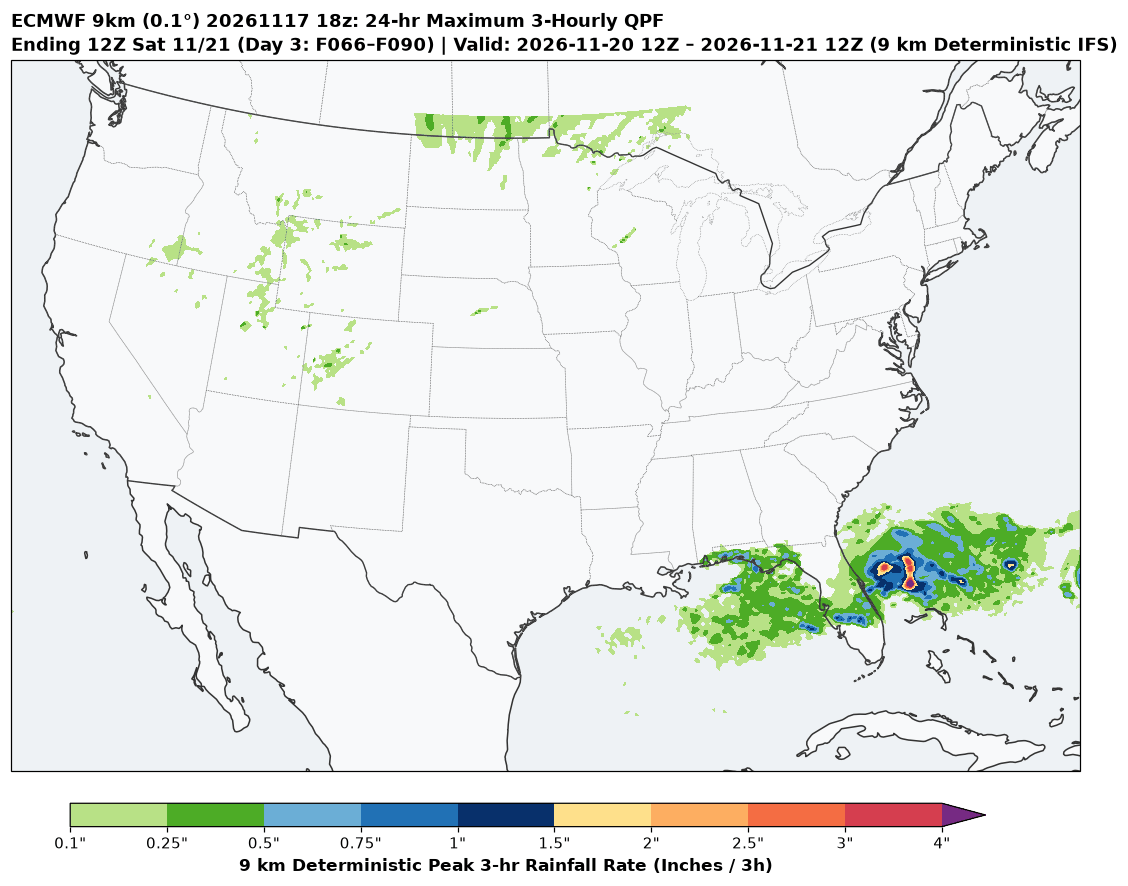 ECMWF 9km (0.1°) 20261117 18z: 24-hr Maximum 3-Hourly QPF
Ending 12Z Sat 11/21 (Day 3: F066–F090) | Valid: 2026-11-20 12Z – 2026-11-21 12Z (9 km Deterministic IFS)
0.1" 0.25" 0.5" 0.75" 1" 1.5" 2" 2.5" 3" 4"
9 km Deterministic Peak 3-hr Rainfall Rate (Inches / 3h)